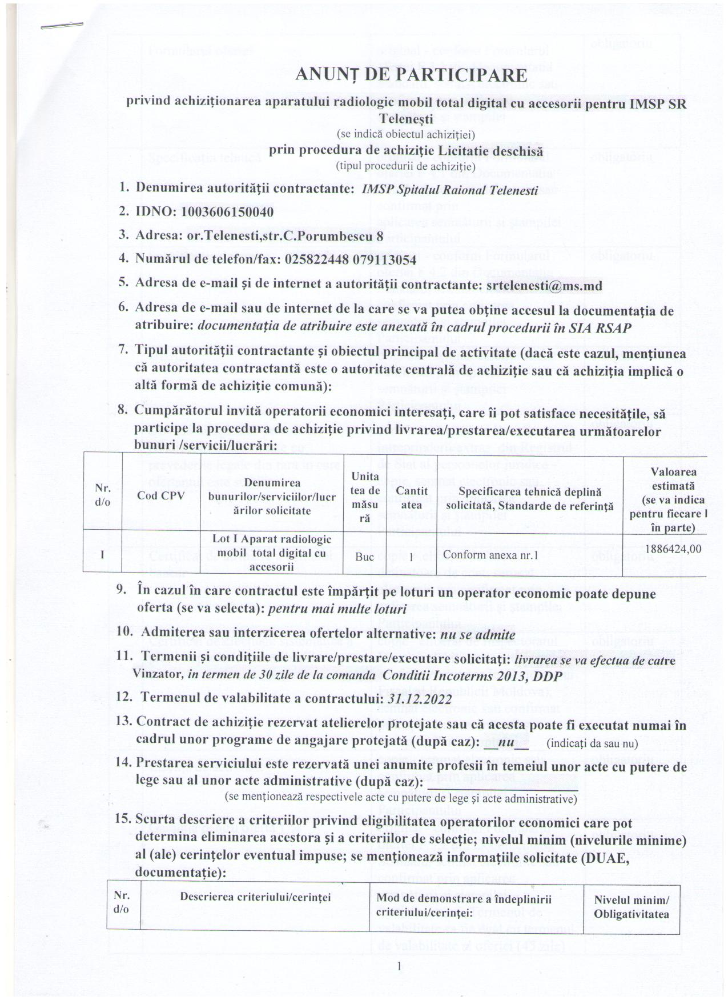 ANUNȚ DE PARTICIPARE
privind achiziționarea aparatului radiologic mobil total digital cu accesorii pentru IMSP SR
Telenești
(se indică obiectul achiziției)
prin procedura de achiziție Licitatie deschisă
(tipul procedurii de achiziție)
1. Denumirea autorității contractante: IMSP Spitalul Raional Telenesti
2. IDNO: 1003606150040
3. Adresa: or.Telenesti,str.C.Porumbescu 8
4. Numărul de telefon/fax: 025822448 079113054
5. Adresa de e-mail și de internet a autorității contractante: srtelenesti@ms.md
6. Adresa de e-mail sau de internet de la care se va putea obține accesul la documentația de
atribuire: documentația de atribuire este anexată în cadrul procedurii în SIA RSAP
7. Tipul autorității contractante și obiectul principal de activitate (dacă este cazul, mențiunea
că autoritatea contractantă este o autoritate centrală de achiziție sau că achiziția implică o
altă formă de achiziție comună):
8. Cumpărătorul invită operatorii economici interesați, care îi pot satisface necesitățile, să
participe la procedura de achiziție privind livrarea/prestarea/executarea următoarelor
bunuri /servicii/lucrări:
Nr.
d/o
Cod CPV
Denumirea
bunurilor/serviciilor/lucr
ărilor solicitate
Unita
tea de
măsu
ră
Cantit
atea
Specificarea tehnică deplină
solicitată, Standarde de referință
Valoarea
estimată
(se va indica
pentru fiecare l
în parte)
I
Lot I Aparat radiologic
mobil total digital cu
accesorii
Buc
1
Conform anexa nr.1
1886424,00
9. În cazul în care contractul este împărțit pe loturi un operator economic poate depune
oferta (se va selecta): pentru mai multe loturi
10. Admiterea sau interzicerea ofertelor alternative: nu se admite
11. Termenii și condițiile de livrare/prestare/executare solicitați: livrarea se va efectua de catre
Vinzator, in termen de 30 zile de la comanda Conditii Incoterms 2013, DDP
12. Termenul de valabilitate a contractului: 31.12.2022
13. Contract de achiziție rezervat atelierelor protejate sau că acesta poate fi executat numai în
cadrul unor programe de angajare protejată (după caz): __nu__ (indicați da sau nu)
14. Prestarea serviciului este rezervată unei anumite profesii în temeiul unor acte cu putere de
lege sau al unor acte administrative (după caz): ____________________
(se menționează respectivele acte cu putere de lege și acte administrative)
15. Scurta descriere a criteriilor privind eligibilitatea operatorilor economici care pot
determina eliminarea acestora și a criteriilor de selecție; nivelul minim (nivelurile minime)
al (ale) cerințelor eventual impuse; se menționează informațiile solicitate (DUAE,
documentație):
Nr.
d/o
Descrierea criteriului/cerinței
Mod de demonstrare a îndeplinirii
criteriului/cerinței:
Nivelul minim/
Obligativitatea
1